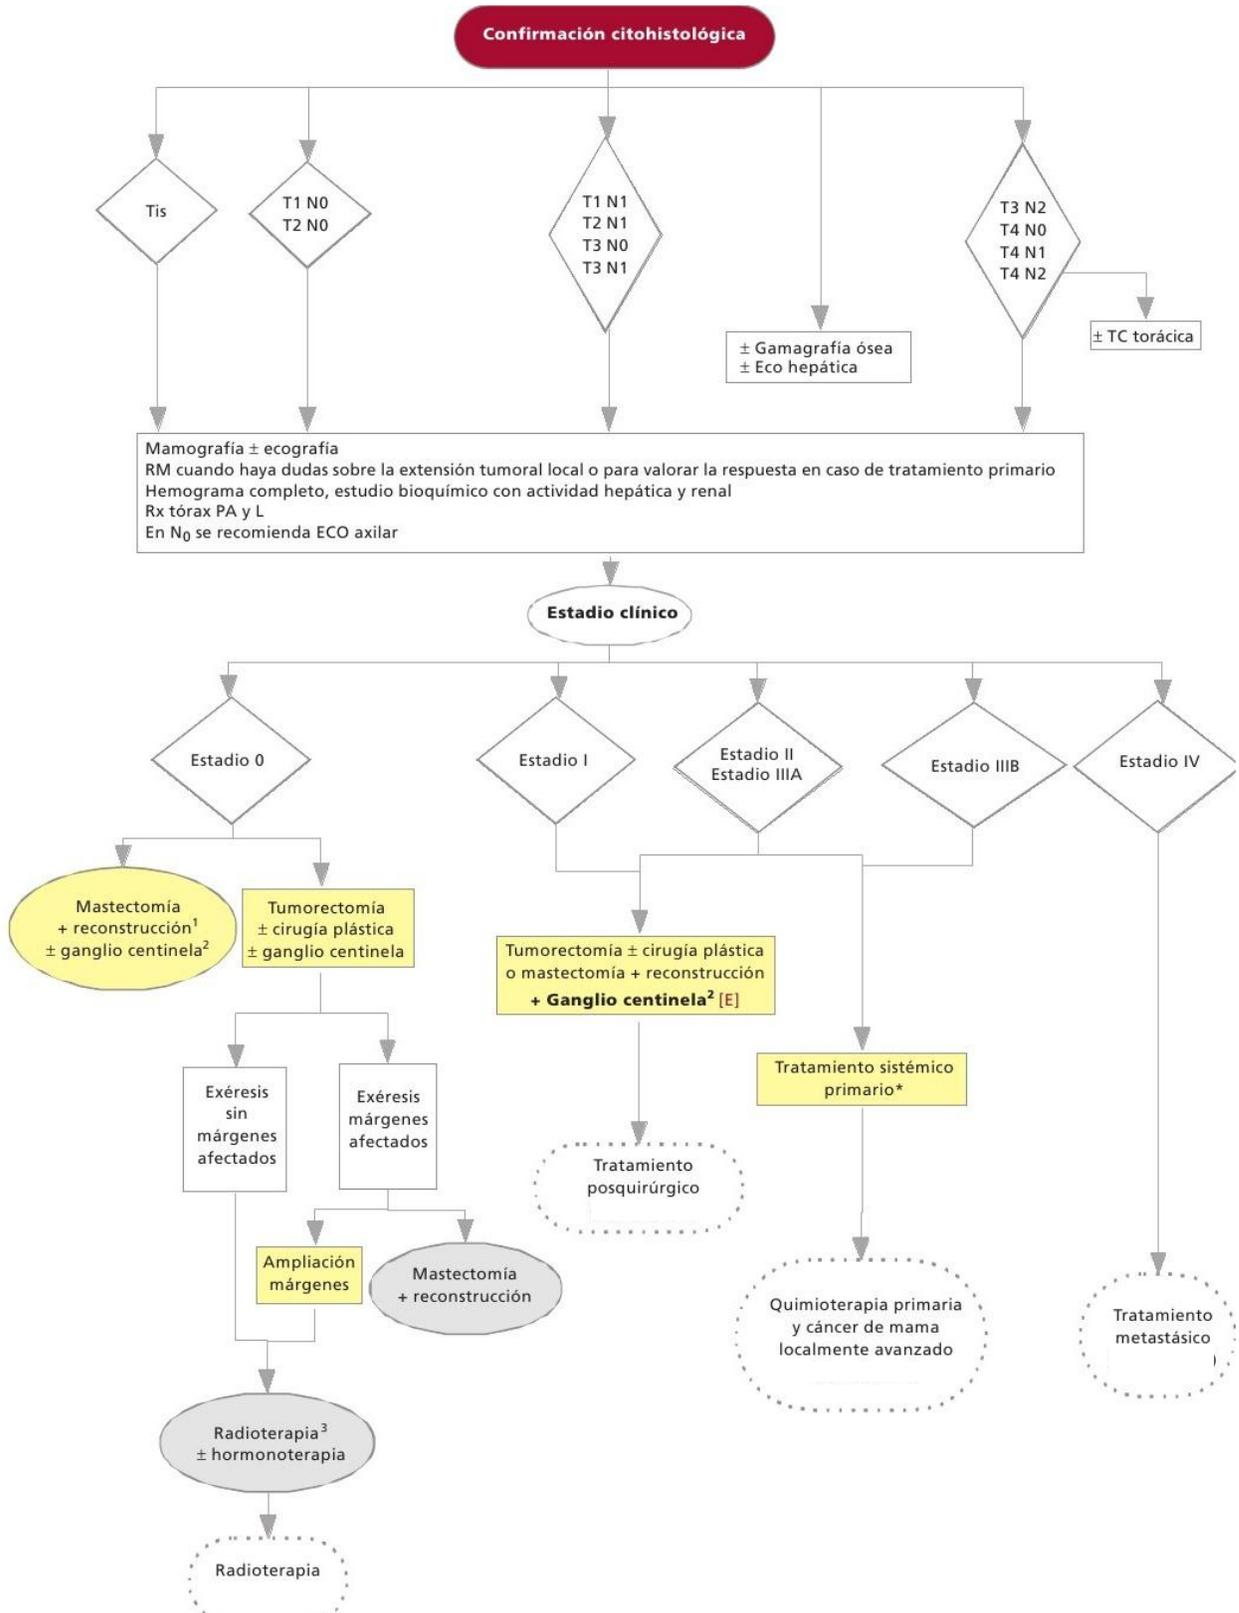 Confirmación citohistológica
Tis
T1 N0
T2 N0
T1 N1
T2 N1
T3 N0
T3 N1
T3 N2
T4 N0
T4 N1
T4 N2
± Gamagrafía ósea
± Eco hepática
± TC torácica
Mamografía ± ecografía
RM cuando haya dudas sobre la extensión tumoral local o para valorar la respuesta en caso de tratamiento primario
Hemograma completo, estudio bioquímico con actividad hepática y renal
Rx tórax PA y L
En N0 se recomienda ECO axilar
Estadio clínico
Estadio 0
Estadio I
Estadio II
Estadio IIIA
Estadio IIIB
Estadio IV
Mastectomía
+ reconstrucción1
± ganglio centinela2
Tumorectomía
± cirugía plástica
± ganglio centinela
Tumorectomía ± cirugía plástica
o mastectomía + reconstrucción
+ Ganglio centinela2 [E]
Tratamiento sistémico
primario*
Exéresis
sin
márgenes
afectados
Exéresis
márgenes
afectados
Tratamiento
posquirúrgico
Ampliación
márgenes
Mastectomía
+ reconstrucción
Quimioterapia primaria
y cáncer de mama
localmente avanzado
Tratamiento
metastásico
)
Radioterapia3
± hormonoterapia
Radioterapia